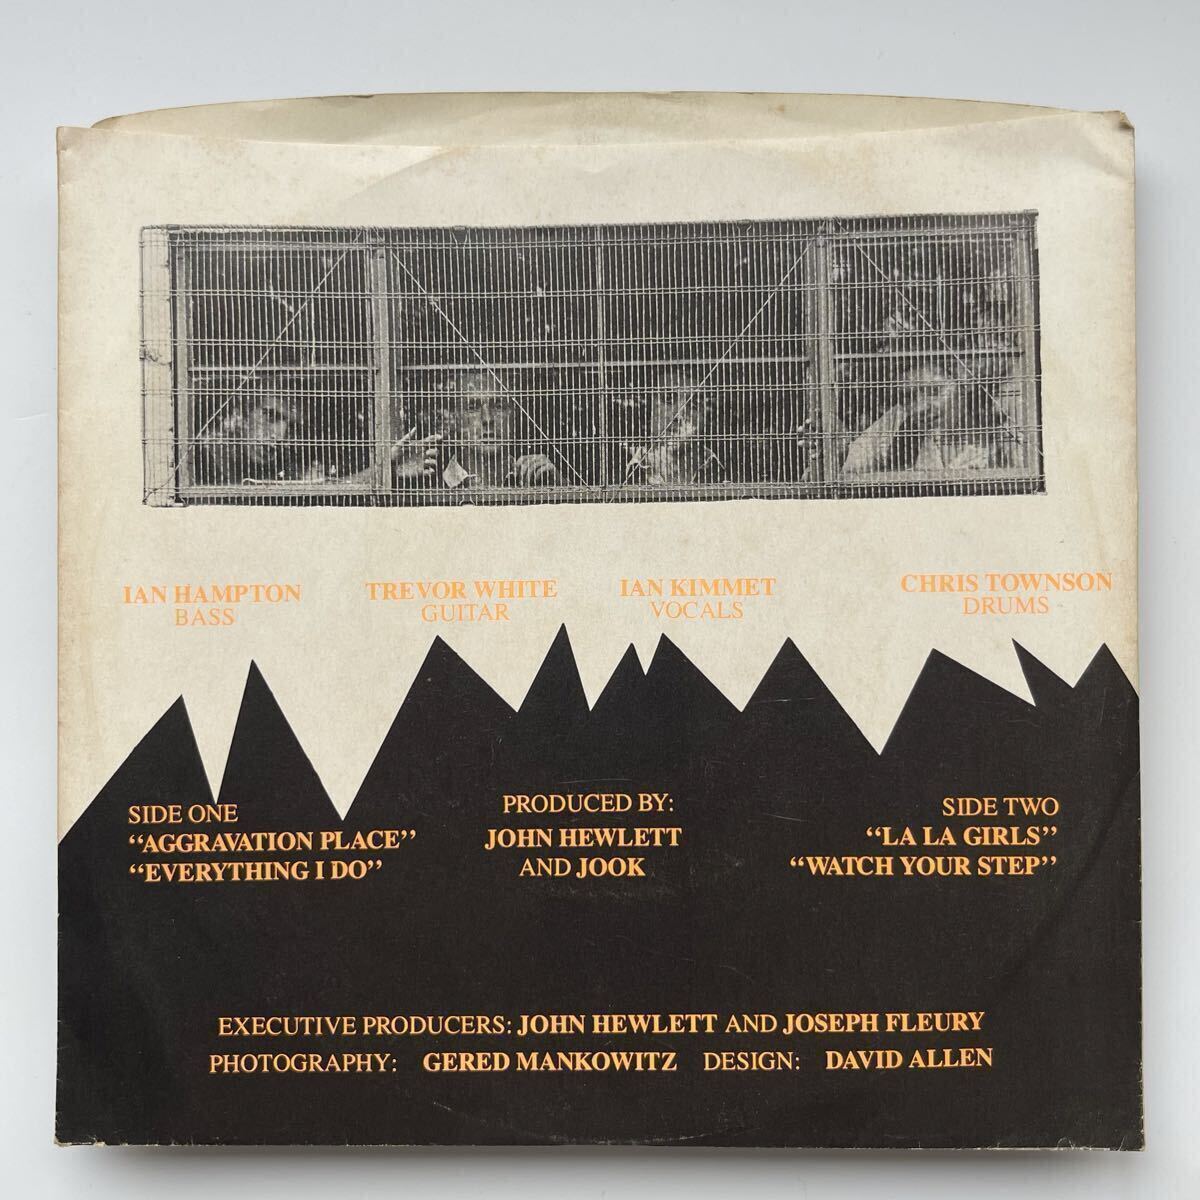 IAN HAMPTON
BASS
TREVOR WHITE
GUITAR
IAN KIMMET
VOCALS
CHRIS TOWNSON
DRUMS
SIDE ONE
“AGGRAVATION PLACE”
“EVERYTHING I DO”
PRODUCED BY:
JOHN HEWLETT
AND JOOK
SIDE TWO
“LA LA GIRLS”
“WATCH YOUR STEP”
EXECUTIVE PRODUCERS: JOHN HEWLETT AND JOSEPH FLEURY
PHOTOGRAPHY: GERED MANKOWITZ DESIGN: DAVID ALLEN